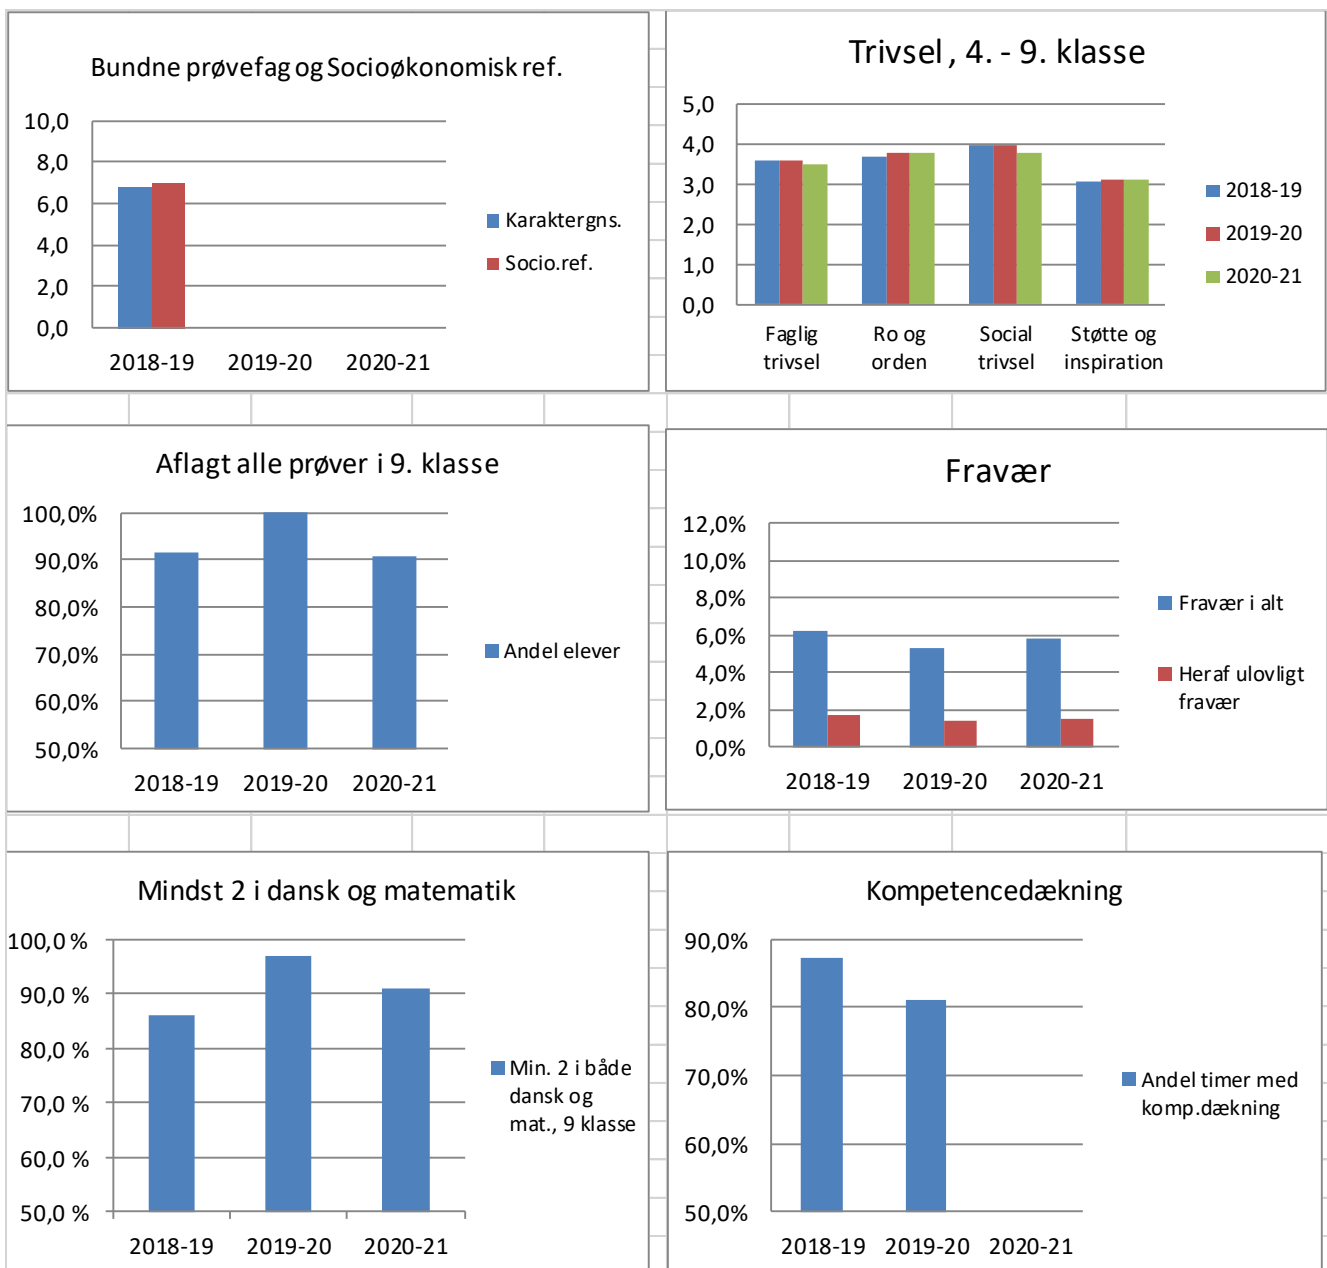 Bundne prøvefag og Socioøkonomisk ref.
10,0
8,0
6,0
4,0
2,0
0,0
2018-19 2019-20 2020-21
Karaktergns.
Socio.ref.
Trivsel , 4. - 9. klasse
5,0
4,0
3,0
2,0
1,0
0,0
Faglig trivsel
Ro og orden
Social trivsel
Støtte og inspiration
2018-19
2019-20
2020-21
Aflagt alle prøver i 9. klasse
100,0%
90,0%
80,0%
70,0%
60,0%
50,0%
2018-19 2019-20 2020-21
Andel elever
Fravær
12,0%
10,0%
8,0%
6,0%
4,0%
2,0%
0,0%
2018-19 2019-20 2020-21
Fravær i alt
Heraf ulovligt
fravær
Mindst 2 i dansk og matematik
100,0 %
90,0 %
80,0 %
70,0 %
60,0 %
50,0 %
2018-19 2019-20 2020-21
Min. 2 i både
dansk og
mat., 9 klasse
Kompetencedækning
90,0%
80,0%
70,0%
60,0%
50,0%
2018-19 2019-20 2020-21
Andel timer med
komp.dækning